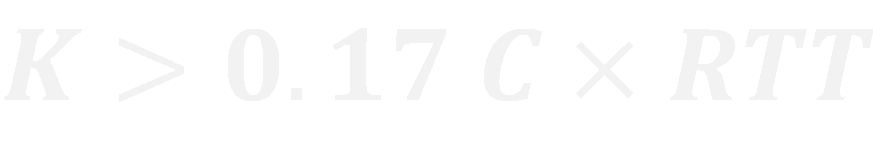 K > 0.17 C × RTT